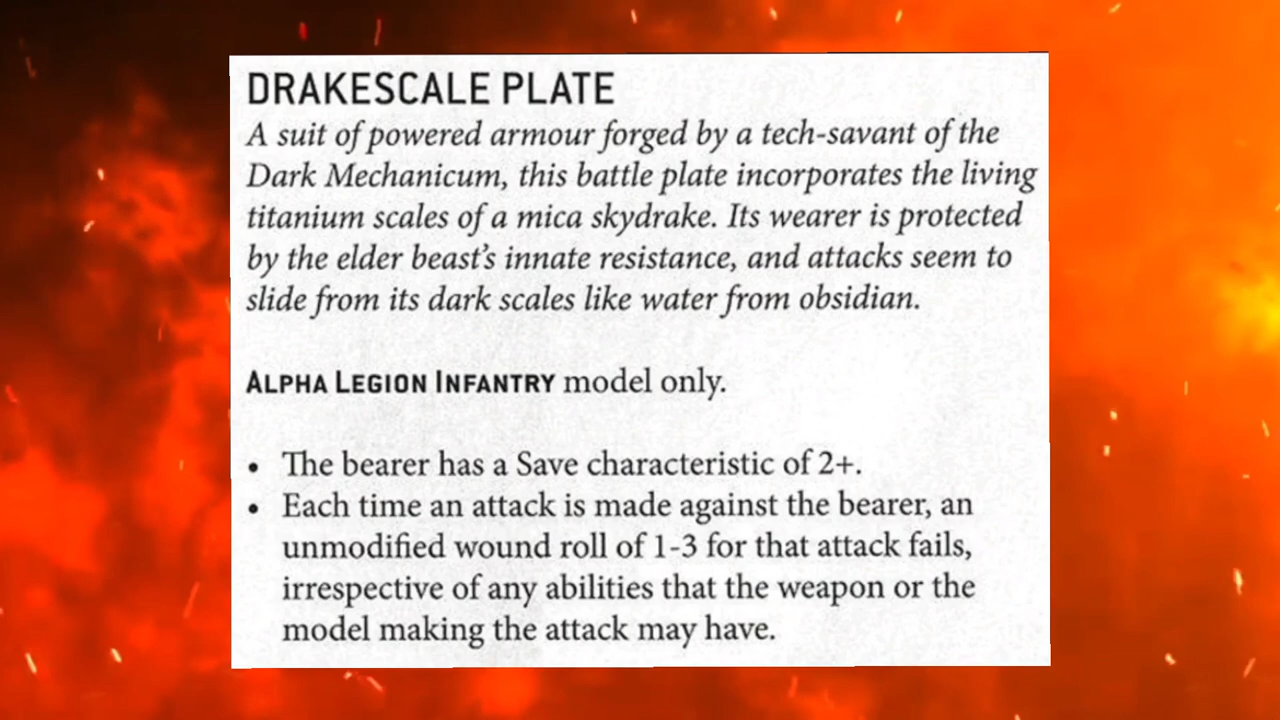 DRAKESCALE PLATE
A suit of powered armour forged by a tech-savant of the
Dark Mechanicum, this battle plate incorporates the living
titanium scales of a mica skydrake. Its wearer is protected
by the elder beast's innate resistance, and attacks seem to
slide from its dark scales like water from obsidian.
ALPHA LEGION INFANTRY model only.
• The bearer has a Save characteristic of 2+.
• Each time an attack is made against the bearer, an
unmodified wound roll of 1-3 for that attack fails,
irrespective of any abilities that the weapon or the
model making the attack may have.